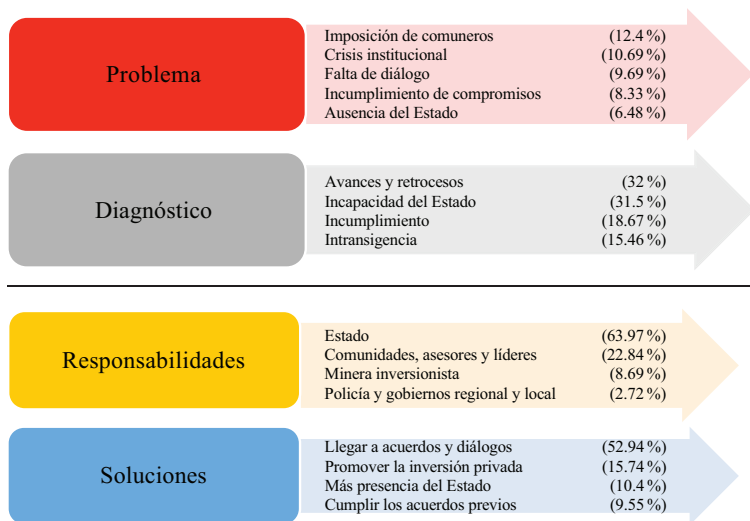 Problema
Imposición de comuneros (12.4 %)
Crisis institucional (10.69 %)
Falta de diálogo (9.69 %)
Incumplimiento de compromisos (8.33 %)
Ausencia del Estado (6.48 %)
Diagnóstico
Avances y retrocesos (32 %)
Incapacidad del Estado (31.5 %)
Incumplimiento (18.67 %)
Intransigencia (15.46 %)
Responsabilidades
Estado (63.97 %)
Comunidades, asesores y líderes (22.84 %)
Minera inversionista (8.69 %)
Policía y gobiernos regional y local (2.72 %)
Soluciones
Llegar a acuerdos y diálogos (52.94 %)
Promover la inversión privada (15.74 %)
Más presencia del Estado (10.4 %)
Cumplir los acuerdos previos (9.55 %)